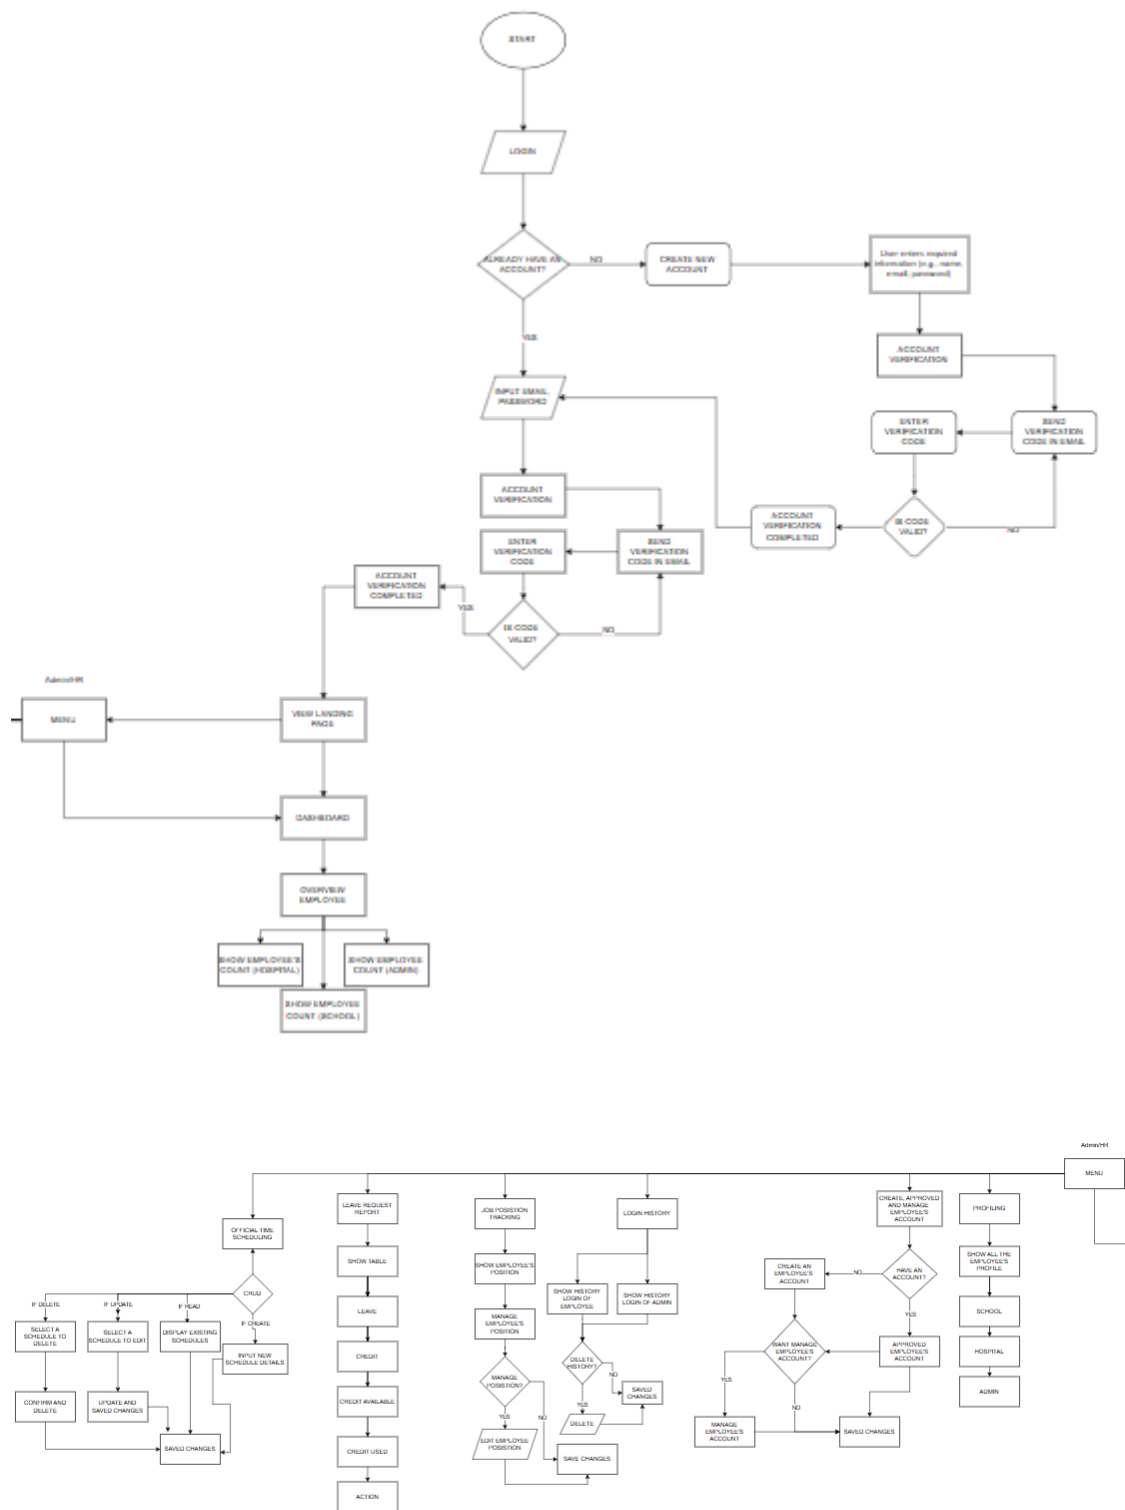 START
LOGIN
ALREADY HAVE AN
ACCOUNT?
NO
CREATE NEW
ACCOUNT
User enters required
information (e.g., name,
email, password)
YES
ACCOUNT
VERIFICATION
INPUT EMAIL,
PASSWORD
ENTER
VERIFICATION
CODE
SEND
VERIFICATION
CODE IN EMAIL
ACCOUNT
VERIFICATION
ACCOUNT
VERIFICATION
COMPLETED
IS CODE
VALID?
NO
ENTER
VERIFICATION
CODE
SEND
VERIFICATION
CODE IN EMAIL
ACCOUNT
VERIFICATION
COMPLETED
YES
IS CODE
VALID?
NO
Admin/HR
MENU
VIEW LANDING
PAGE
DASHBOARD
OVERVIEW
EMPLOYEE
SHOW EMPLOYEE'S
COUNT (HOSPITAL)
SHOW EMPLOYEE
COUNT (ADMIN)
SHOW EMPLOYEE
COUNT (SCHOOL)
Admin/HR
MENU
OFFICIAL TIME
SCHEDULING
CRUD
IF DELETE
IF UPDATE
IF READ
IF CREATE
SELECT A
SCHEDULE TO
DELETE
SELECT A
SCHEDULE TO EDIT
DISPLAY EXISTING
SCHEDULES
INPUT NEW
SCHEDULE DETAILS
CONFIRM AND
DELETE
UPDATE AND
SAVED CHANGES
SAVED CHANGES
LEAVE REQUEST
REPORT
SHOW TABLE
LEAVE
CREDIT
CREDIT AVAILABLE
CREDIT USED
ACTION
JOB POSITION
TRACKING
SHOW EMPLOYEE'S
POSITION
MANAGE
EMPLOYEE'S
POSITION
MANAGE
POSISTION?
YES
NO
EDIT EMPLOYEE
POSISTION
SAVE CHANGES
LOGIN HISTORY
SHOW HISTORY
LOGIN OF
EMPLOYEE
SHOW HISTORY
LOGIN OF ADMIN
DELETE
HISTORY?
NO
YES
SAVED
CHANGES
DELETE
CREATE, APPROVED
AND MANAGE
EMPLOYEE'S
ACCOUNT
HAVE AN
ACCOUNT?
NO
YES
CREATE AN
EMPLOYEE'S
ACCOUNT
WANT MANAGE
EMPLOYEE'S
ACCOUNT?
APPROVED
EMPLOYEE'S
ACCOUNT
YES
NO
MANAGE
EMPLOYEE'S
ACCOUNT
SAVED CHANGES
PROFILING
SHOW ALL THE
EMPLOYEE'S
PROFILE
SCHOOL
HOSPITAL
ADMIN